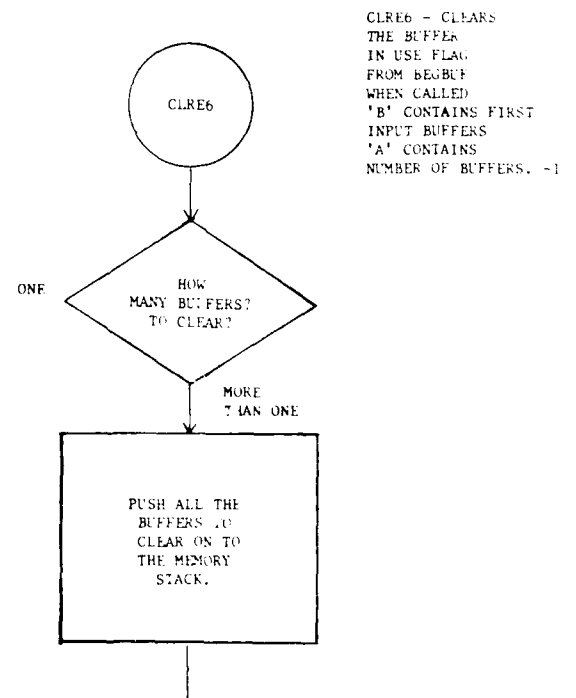 CLRE6 - CLEARS
THE BUFFER
IN USE FLAG
FROM BEGBUF
WHEN CALLED
'B' CONTAINS FIRST
INPUT BUFFERS
'A' CONTAINS
NUMBER OF BUFFERS. -1
CLRE6
ONE
HOW
MANY BUFFERS?
TO CLEAR?
MORE
THAN ONE
PUSH ALL THE
BUFFERS TO
CLEAR ON TO
THE MEMORY
STACK.